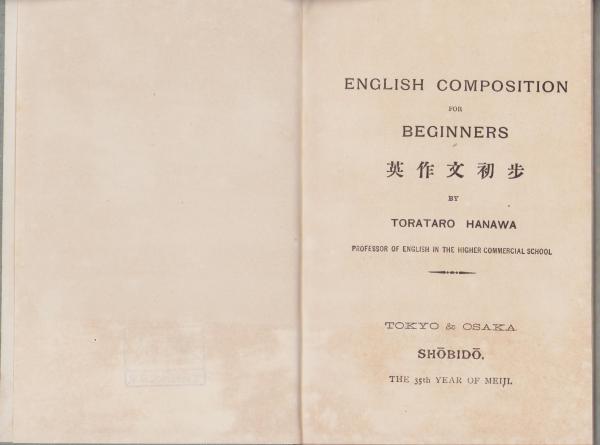 ENGLISH COMPOSITION
FOR
BEGINNERS
英作文初步
BY
TORATARO HANAWA
PROFESSOR OF ENGLISH IN THE HIGHER COMMERCIAL SCHOOL
TOKYO & OSAKA.
SHŌBIDŌ.
THE 35th YEAR OF MEIJI.